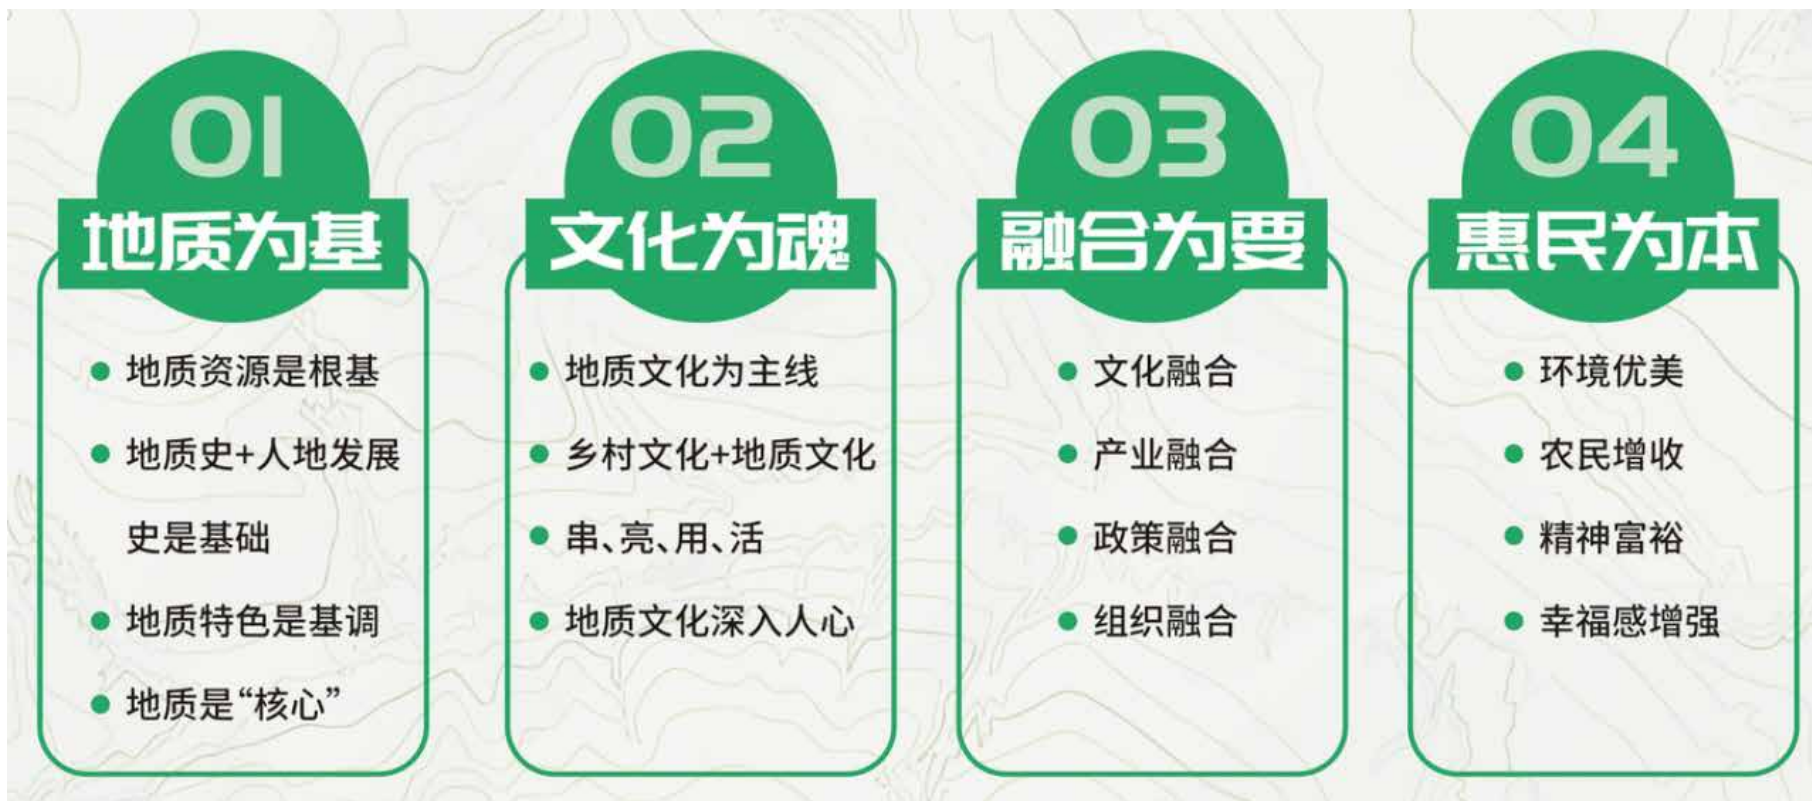 01
地质为基
地质资源是根基
地质史+人地发展
史是基础
地质特色是基调
地质是“核心”
02
文化为魂
地质文化为主线
乡村文化+地质文化
串、亮、用、活
地质文化深入人心
03
融合为要
文化融合
产业融合
政策融合
组织融合
04
惠民为本
环境优美
农民增收
精神富裕
幸福感增强